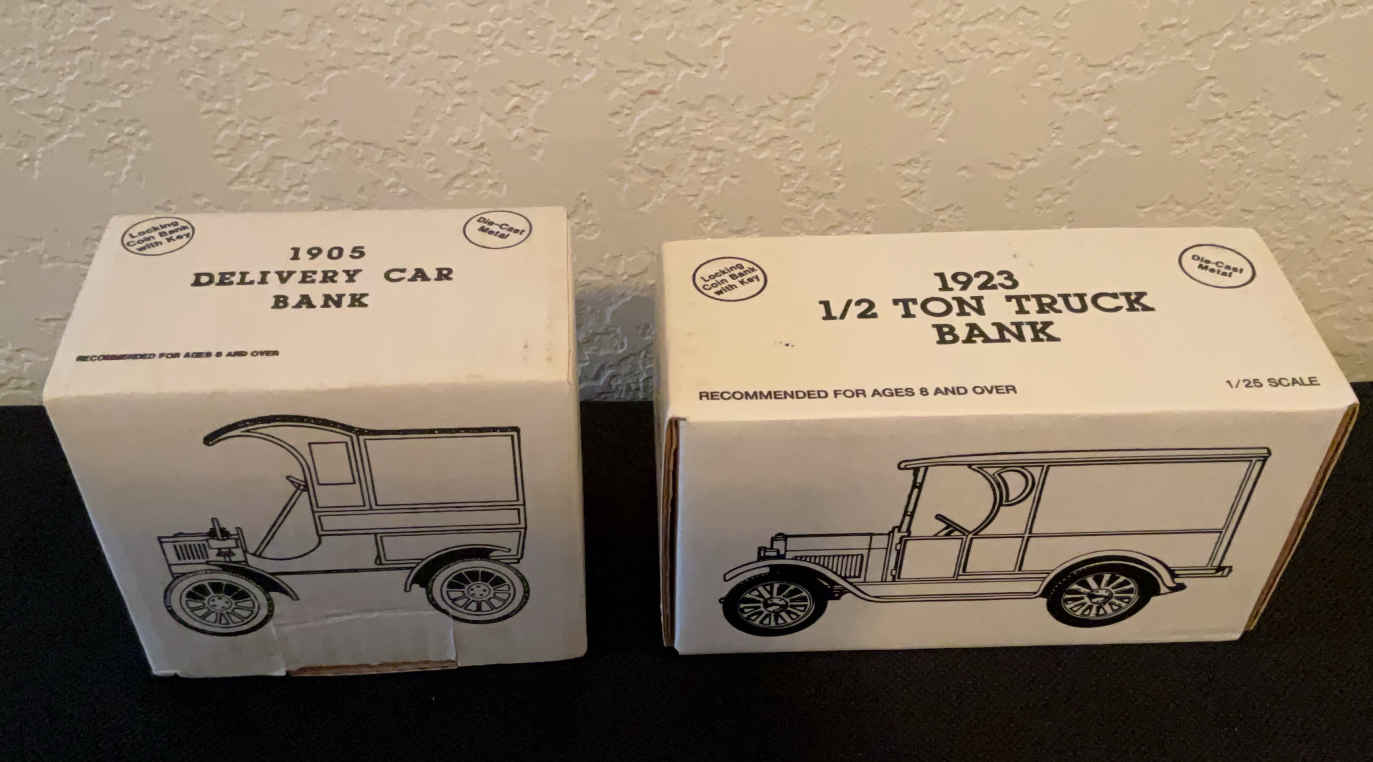 Locking
Coin Bank
with Key
Die-Cast
Metal
1905
DELIVERY CAR
BANK
RECOMMENDED FOR AGES 8 AND OVER
Locking
Coin Bank
with Key
Die-Cast
Metal
1923
1/2 TON TRUCK
BANK
RECOMMENDED FOR AGES 8 AND OVER
1/25 SCALE